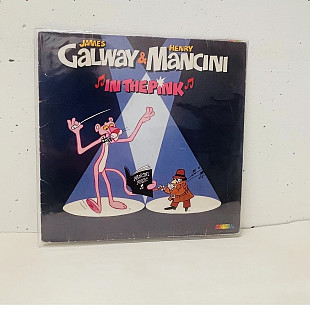 JAMES HENRY
GALWAY & MANCINI
IN THE PINK